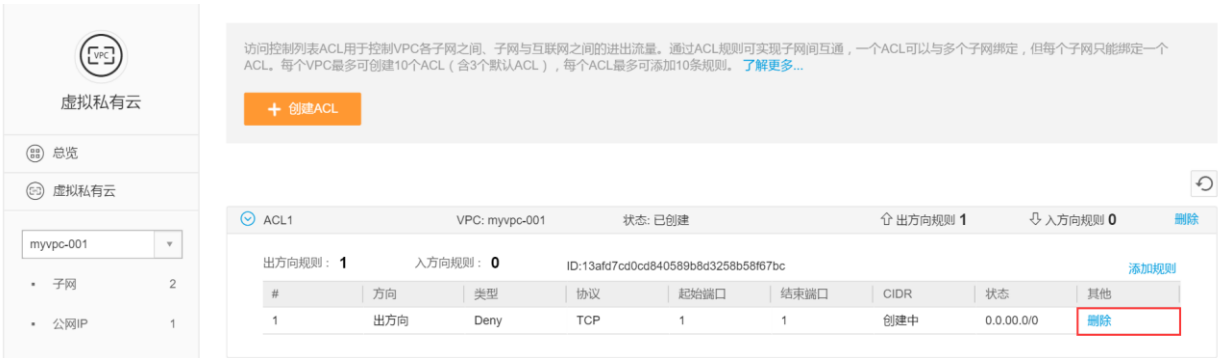 VPC
虚拟私有云
总览
虚拟私有云
myvpc-001
子网 2
公网IP 1
访问控制列表ACL用于控制VPC各子网之间、子网与互联网之间的进出流量。通过ACL规则可实现子网间互通，一个ACL可以与多个子网绑定，但每个子网只能绑定一个
ACL。每个VPC最多可创建10个ACL（含3个默认ACL），每个ACL最多可添加10条规则。 了解更多...
+ 创建ACL
ACL1 VPC: myvpc-001 状态: 已创建 出方向规则 1 入方向规则 0 删除
出方向规则： 1 入方向规则： 0 ID:13afd7cd0cd840589b8d3258b58f67bc 添加规则
# 方向 类型 协议 起始端口 结束端口 CIDR 状态 其他
1 出方向 Deny TCP 1 1 创建中 0.0.00.0/0 删除